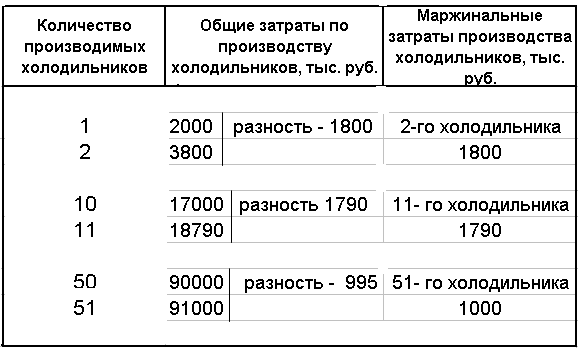 Количество производимых холодильников
Общие затраты по производству холодильников, тыс. руб.
Маржинальные затраты производства холодильников, тыс. руб.
1 2000 разность - 1800 2-го холодильника
2 3800 1800
10 17000 разность 1790 11- го холодильника
11 18790 1790
50 90000 разность - 995 51- го холодильника
51 91000 1000